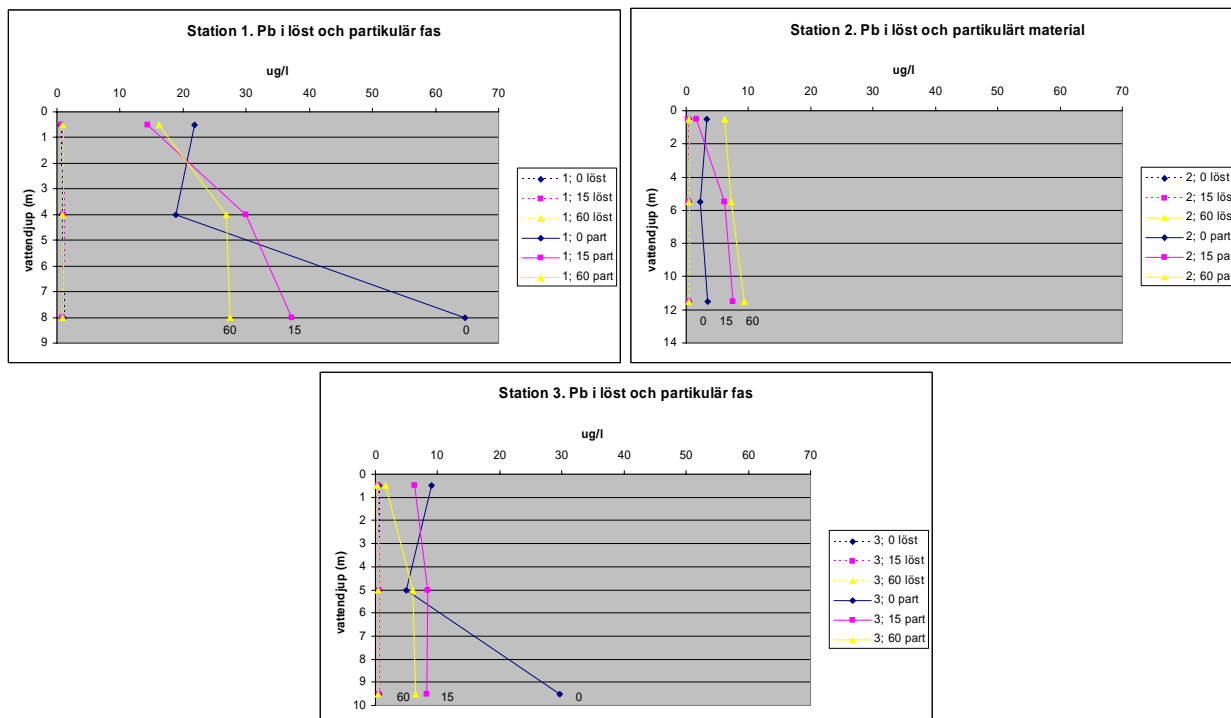 Station 1. Pb i löst och partikulär fas
ug/l
0 10 20 30 40 50 60 70
0
1
2
3
4
5
6
7
8
9
vattendjup (m)
60 15 0
1; 0 löst
1; 15 löst
1; 60 löst
1; 0 part
1; 15 part
1; 60 part
Station 2. Pb i löst och partikulärt material
ug/l
0 10 20 30 40 50 60 70
0
2
4
6
8
10
12
14
vattendjup (m)
0 15 60
2; 0 löst
2; 15 löst
2; 60 löst
2; 0 part
2; 15 part
2; 60 part
Station 3. Pb i löst och partikulär fas
ug/l
0 10 20 30 40 50 60 70
0
1
2
3
4
5
6
7
8
9
10
vattendjup (m)
60 15 0
3; 0 löst
3; 15 löst
3; 60 löst
3; 0 part
3; 15 part
3; 60 part